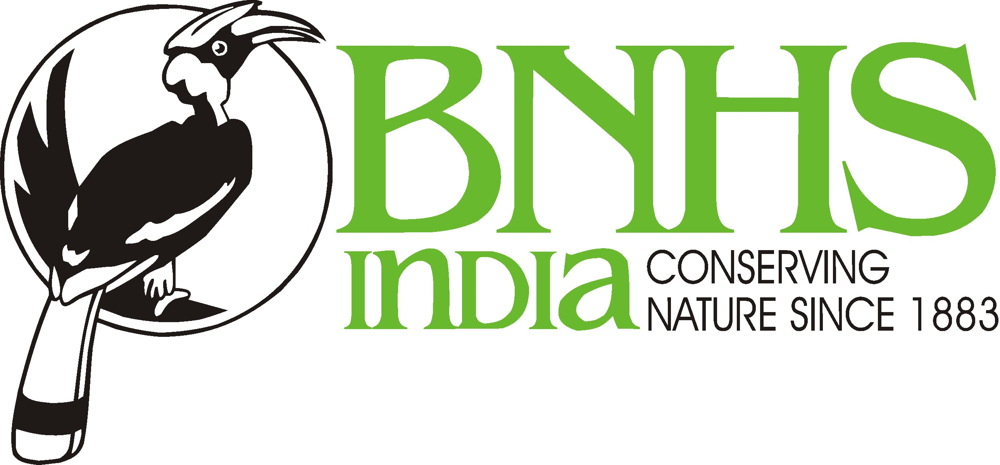 BNHS
INDIA
CONSERVING
NATURE SINCE 1883